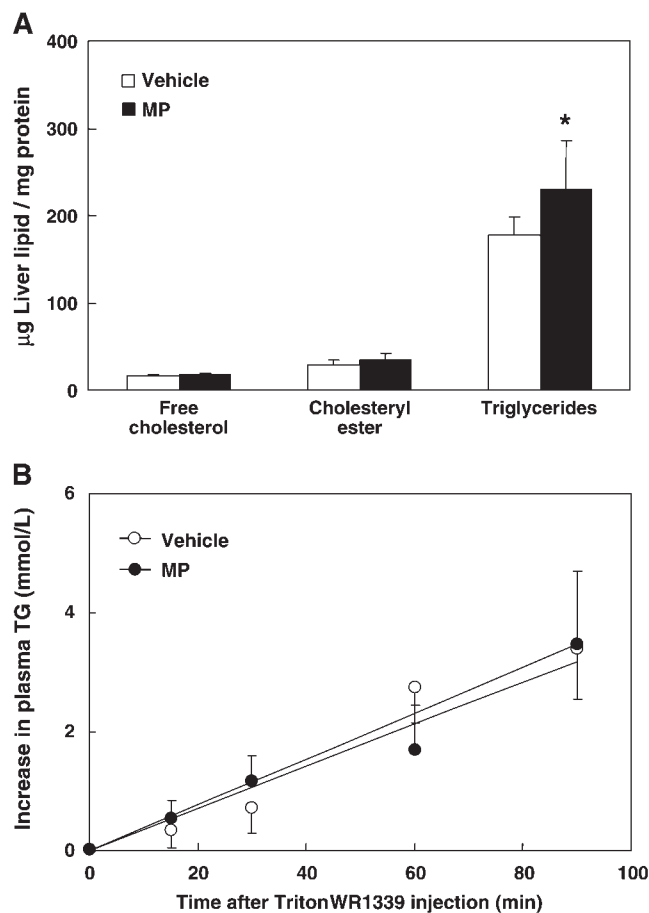 A
400
300
200
100
0
µg Liver lipid / mg protein
Vehicle
MP
*
Free cholesterol
Cholesteryl ester
Triglycerides
B
6
4
2
0
Increase in plasma TG (mmol/L)
Vehicle
MP
0 20 40 60 80 100
Time after TritonWR1339 injection (min)